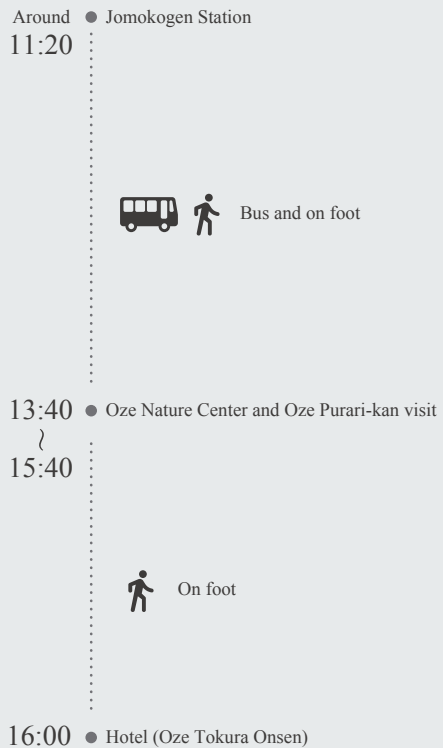 Around
11:20
Jomokogen Station
Bus and on foot
13:40
~
15:40
Oze Nature Center and Oze Purari-kan visit
On foot
16:00
Hotel (Oze Tokura Onsen)